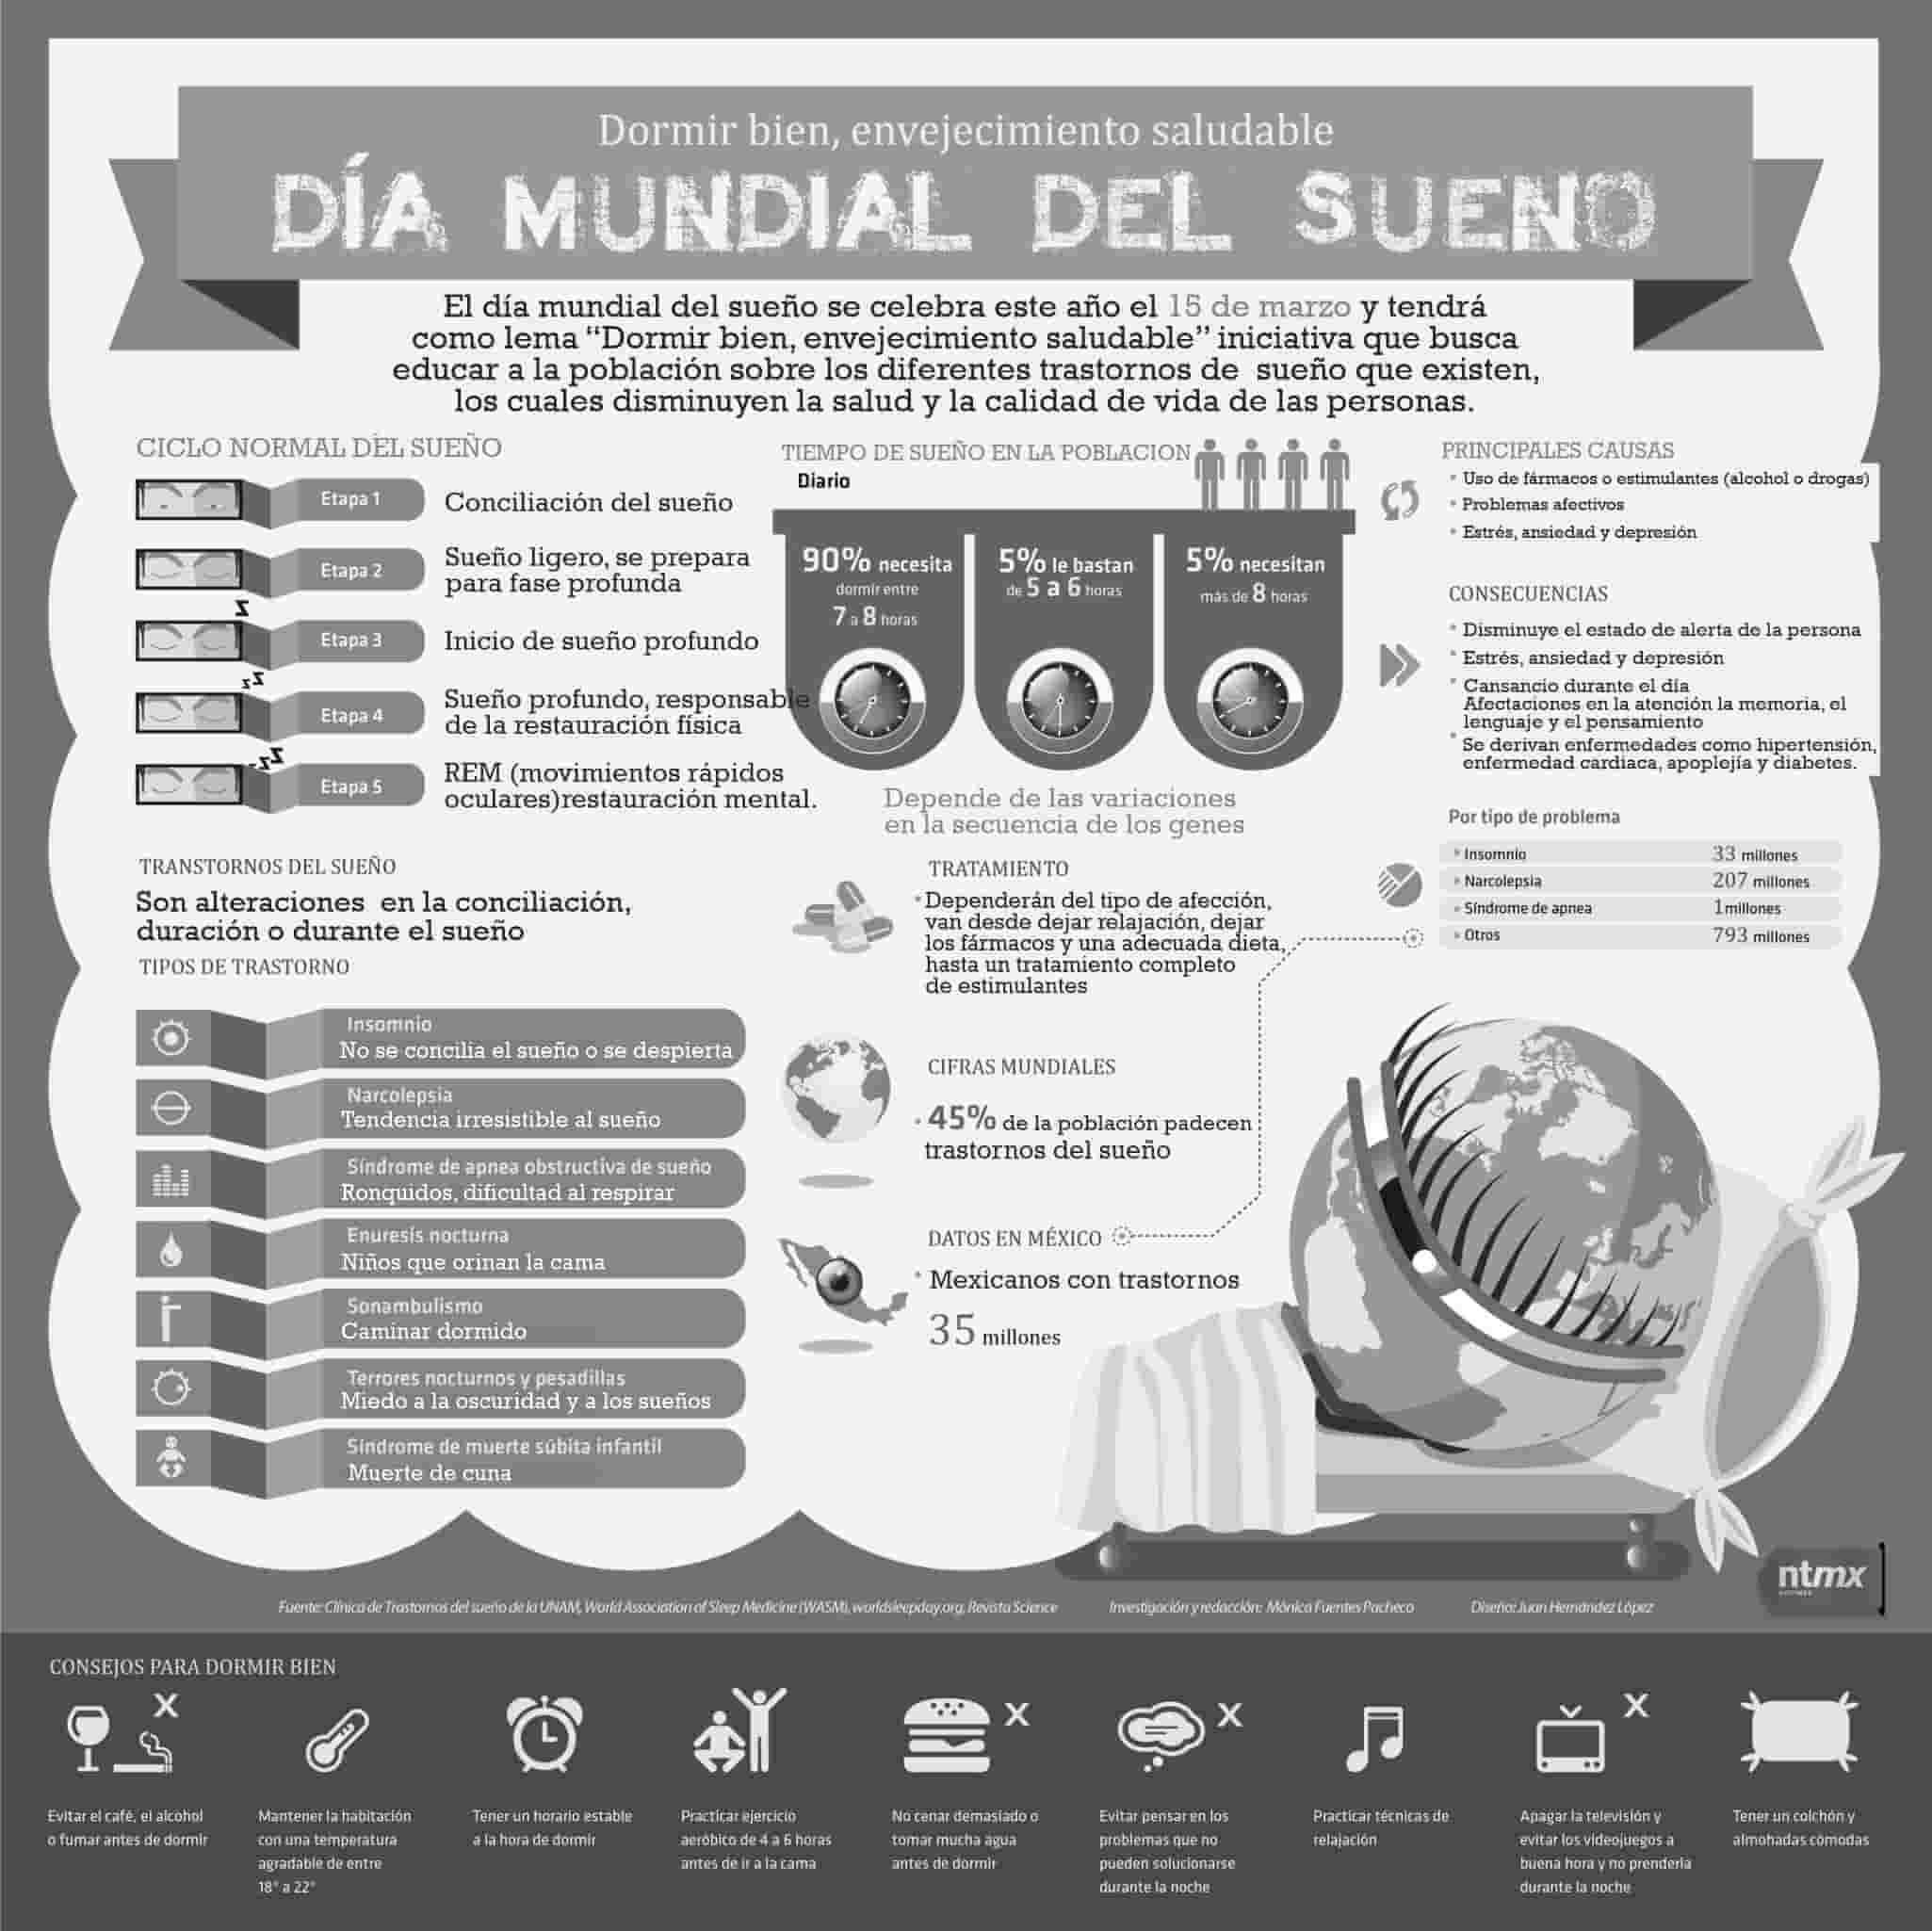 Dormir bien, envejecimiento saludable
DÍA MUNDIAL DEL SUENO
El día mundial del sueño se celebra este año el 15 de marzo y tendrá
como lema “Dormir bien, envejecimiento saludable” iniciativa que busca
educar a la población sobre los diferentes trastornos de sueño que existen,
los cuales disminuyen la salud y la calidad de vida de las personas.
CICLO NORMAL DEL SUEÑO
Etapa 1
Conciliación del sueño
Etapa 2
Sueño ligero, se prepara
para fase profunda
z
Etapa 3
Inicio de sueño profundo
zz
Etapa 4
Sueño profundo, responsable
de la restauración física
-zz
Etapa 5
REM (movimientos rápidos
oculares)restauración mental.
TIEMPO DE SUEÑO EN LA POBLACION
Diario
90% necesita
dormir entre
7 a 8 horas
5% le bastan
de 5 a 6 horas
5% necesitan
más de 8 horas
Depende de las variaciones
en la secuencia de los genes
PRINCIPALES CAUSAS
* Uso de fármacos o estimulantes (alcohol o drogas)
* Problemas afectivos
* Estrés, ansiedad y depresión
CONSECUENCIAS
* Disminuye el estado de alerta de la persona
* Estrés, ansiedad y depresión
* Cansancio durante el día
Afectaciones en la atención la memoria, el
lenguaje y el pensamiento
* Se derivan enfermedades como hipertensión,
enfermedad cardiaca, apoplejía y diabetes.
Por tipo de problema
* Insomnio 33 millones
* Narcolepsia 207 millones
* Síndrome de apnea 1millones
* Otros 793 millones
TRANSTORNOS DEL SUEÑO
Son alteraciones en la conciliación,
duración o durante el sueño
TIPOS DE TRASTORNO
Insomnio
No se concilia el sueño o se despierta
Narcolepsia
Tendencia irresistible al sueño
Síndrome de apnea obstructiva de sueño
Ronquidos, dificultad al respirar
Enuresis nocturna
Niños que orinan la cama
Sonambulismo
Caminar dormido
Terrores nocturnos y pesadillas
Miedo a la oscuridad y a los sueños
Síndrome de muerte súbita infantil
Muerte de cuna
TRATAMIENTO
* Dependerán del tipo de afección,
van desde dejar relajación, dejar
los fármacos y una adecuada dieta,
hasta un tratamiento completo
de estimulantes
CIFRAS MUNDIALES
* 45% de la población padecen
trastornos del sueño
DATOS EN MÉXICO
* Mexicanos con trastornos
35 millones
ntmx
Fuente: Clínica de Trastornos del sueño de la UNAM, World Association of Sleep Medicine (WASM), worldsleepday.org, Revista Science
Investigación y redacción: Mónica Fuentes Pacheco
Diseño: Juan Hernández López
CONSEJOS PARA DORMIR BIEN
X
X
X
X
Evitar el café, el alcohol
o fumar antes de dormir
Mantener la habitación
con una temperatura
agradable de entre
18° a 22°
Tener un horario estable
a la hora de dormir
Practicar ejercicio
aeróbico de 4 a 6 horas
antes de ir a la cama
No cenar demasiado o
tomar mucha agua
antes de dormir
Evitar pensar en los
problemas que no
pueden solucionarse
durante la noche
Practicar técnicas de
relajación
Apagar la televisión y
evitar los videojuegos a
buena hora y no prenderla
durante la noche
Tener un colchón y
almohadas cómodas